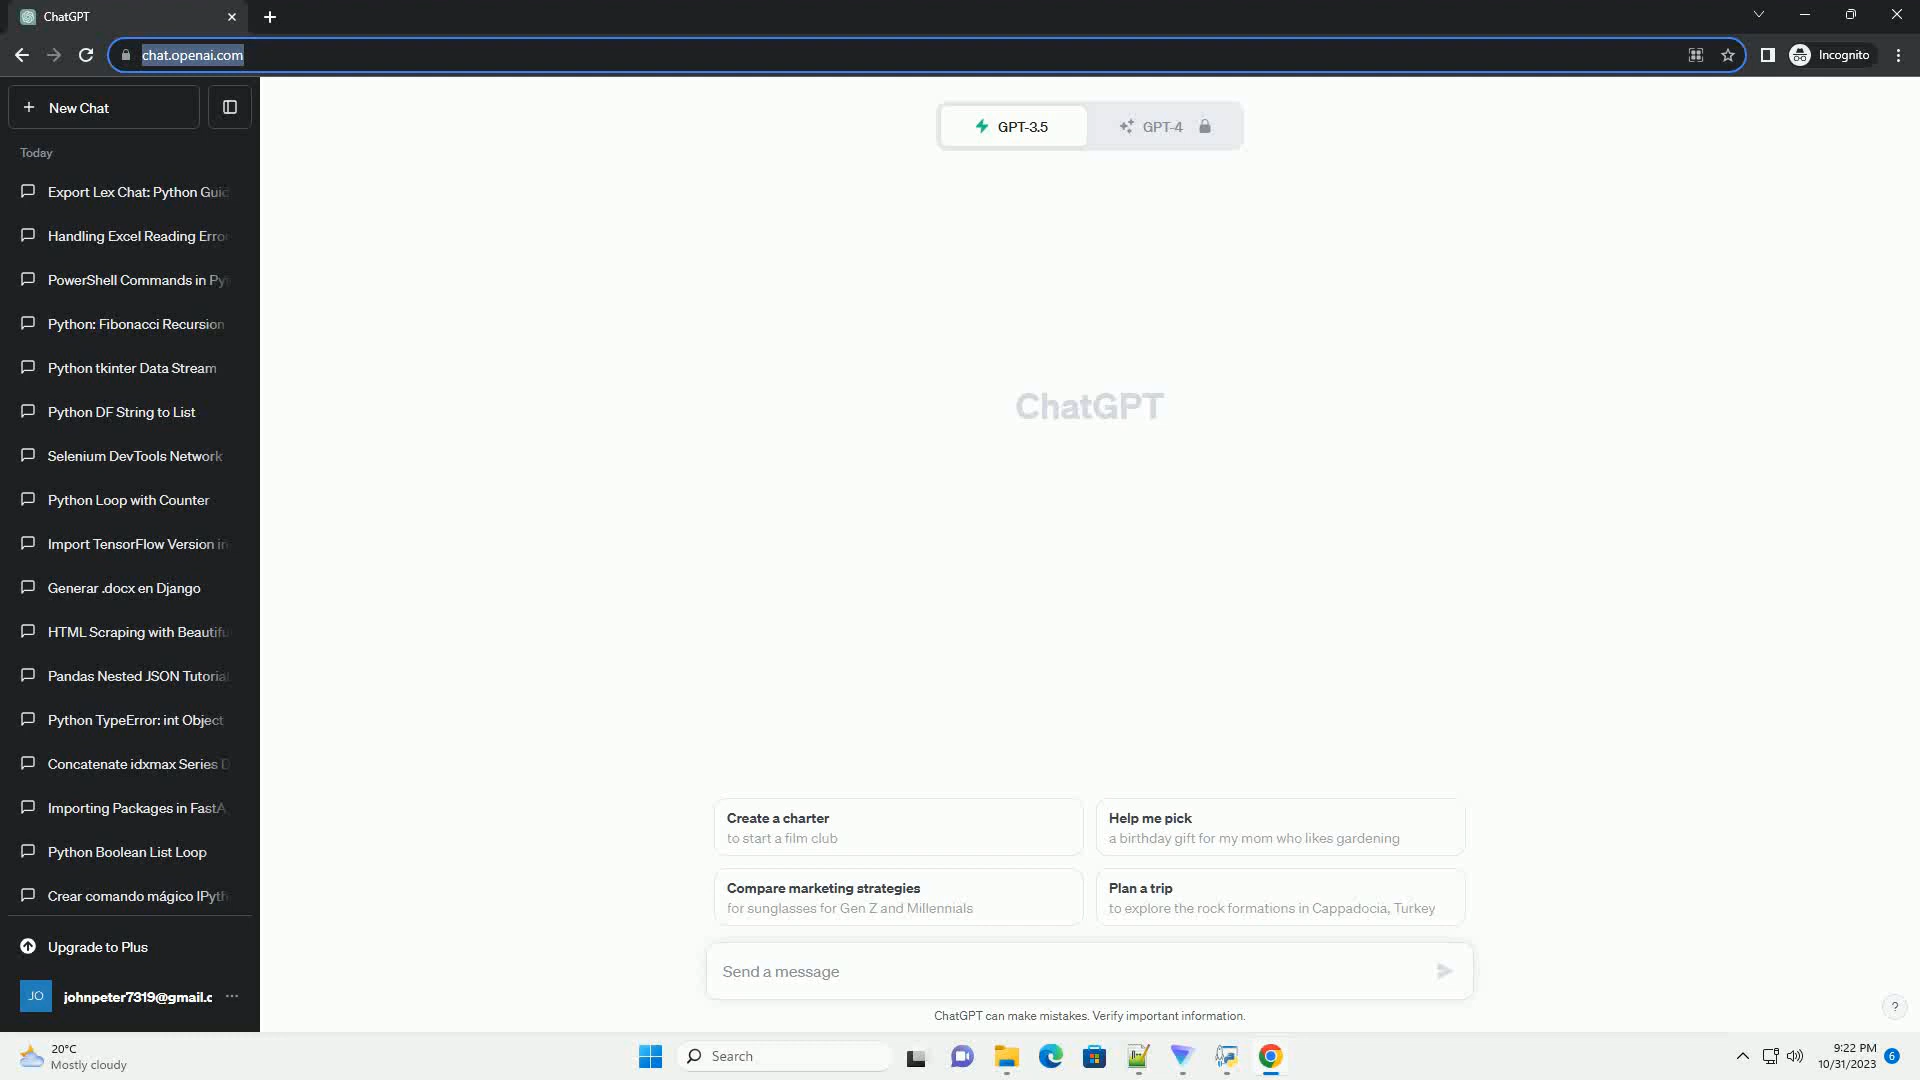 ChatGPT
chat.openai.com
Incognito
New Chat
GPT-3.5
GPT-4
Today
Export Lex Chat: Python Guid
Handling Excel Reading Erro
PowerShell Commands in Py
Python: Fibonacci Recursion
Python tkinter Data Stream
Python DF String to List
Selenium DevTools Network
Python Loop with Counter
Import TensorFlow Version in
Generar .docx en Django
HTML Scraping with Beautifu
Pandas Nested JSON Tutorial
Python TypeError: int Object
Concatenate idxmax Series D
Importing Packages in FastA
Python Boolean List Loop
Crear comando mágico IPyth
Upgrade to Plus
JO johnpeter7319@gmail.c
ChatGPT
Create a charter
to start a film club
Help me pick
a birthday gift for my mom who likes gardening
Compare marketing strategies
for sunglasses for Gen Z and Millennials
Plan a trip
to explore the rock formations in Cappadocia, Turkey
Send a message
ChatGPT can make mistakes. Verify important information.
?
20°C
Mostly cloudy
Search
9:22 PM
10/31/2023
6